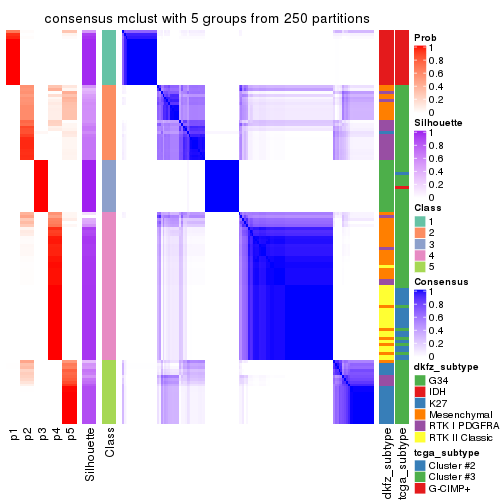 consensus mclust with 5 groups from 250 partitions
Prob
1
0.8
0.6
0.4
0.2
0
Silhouette
1
0.8
0.6
0.4
0.2
0
Class
1
2
3
4
5
Consensus
1
0.8
0.6
0.4
0.2
0
dkfz_subtype
G34
IDH
K27
Mesenchymal
RTK I PDGFRA
RTK II Classic
tcga_subtype
Cluster #2
Cluster #3
G-CIMP+
p1
p2
p3
p4
p5
Silhouette
Class
dkfz_subtype
tcga_subtype